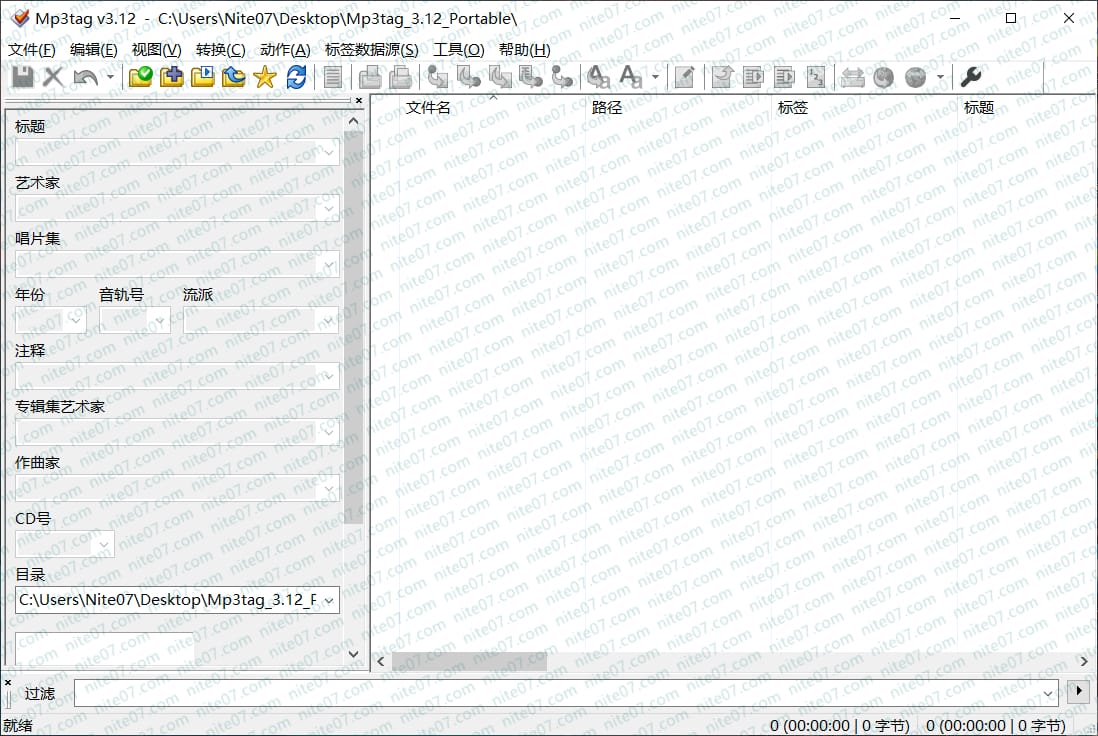 Mp3tag v3.12 - C:\Users\Nite07\Desktop\Mp3tag_3.12_Portable\
文件(F) 编辑(E) 视图(V) 转换(C) 动作(A) 标签数据源(S) 工具(O) 帮助(H)
文件名 路径 标签 标题
标题
艺术家
唱片集
年份 音轨号 流派
注释
专辑集艺术家
作曲家
CD号
目录
C:\Users\Nite07\Desktop\Mp3tag_3.12_P
过滤
就绪 0 (00:00:00 | 0 字节) 0 (00:00:00 | 0 字节)
nite07.com